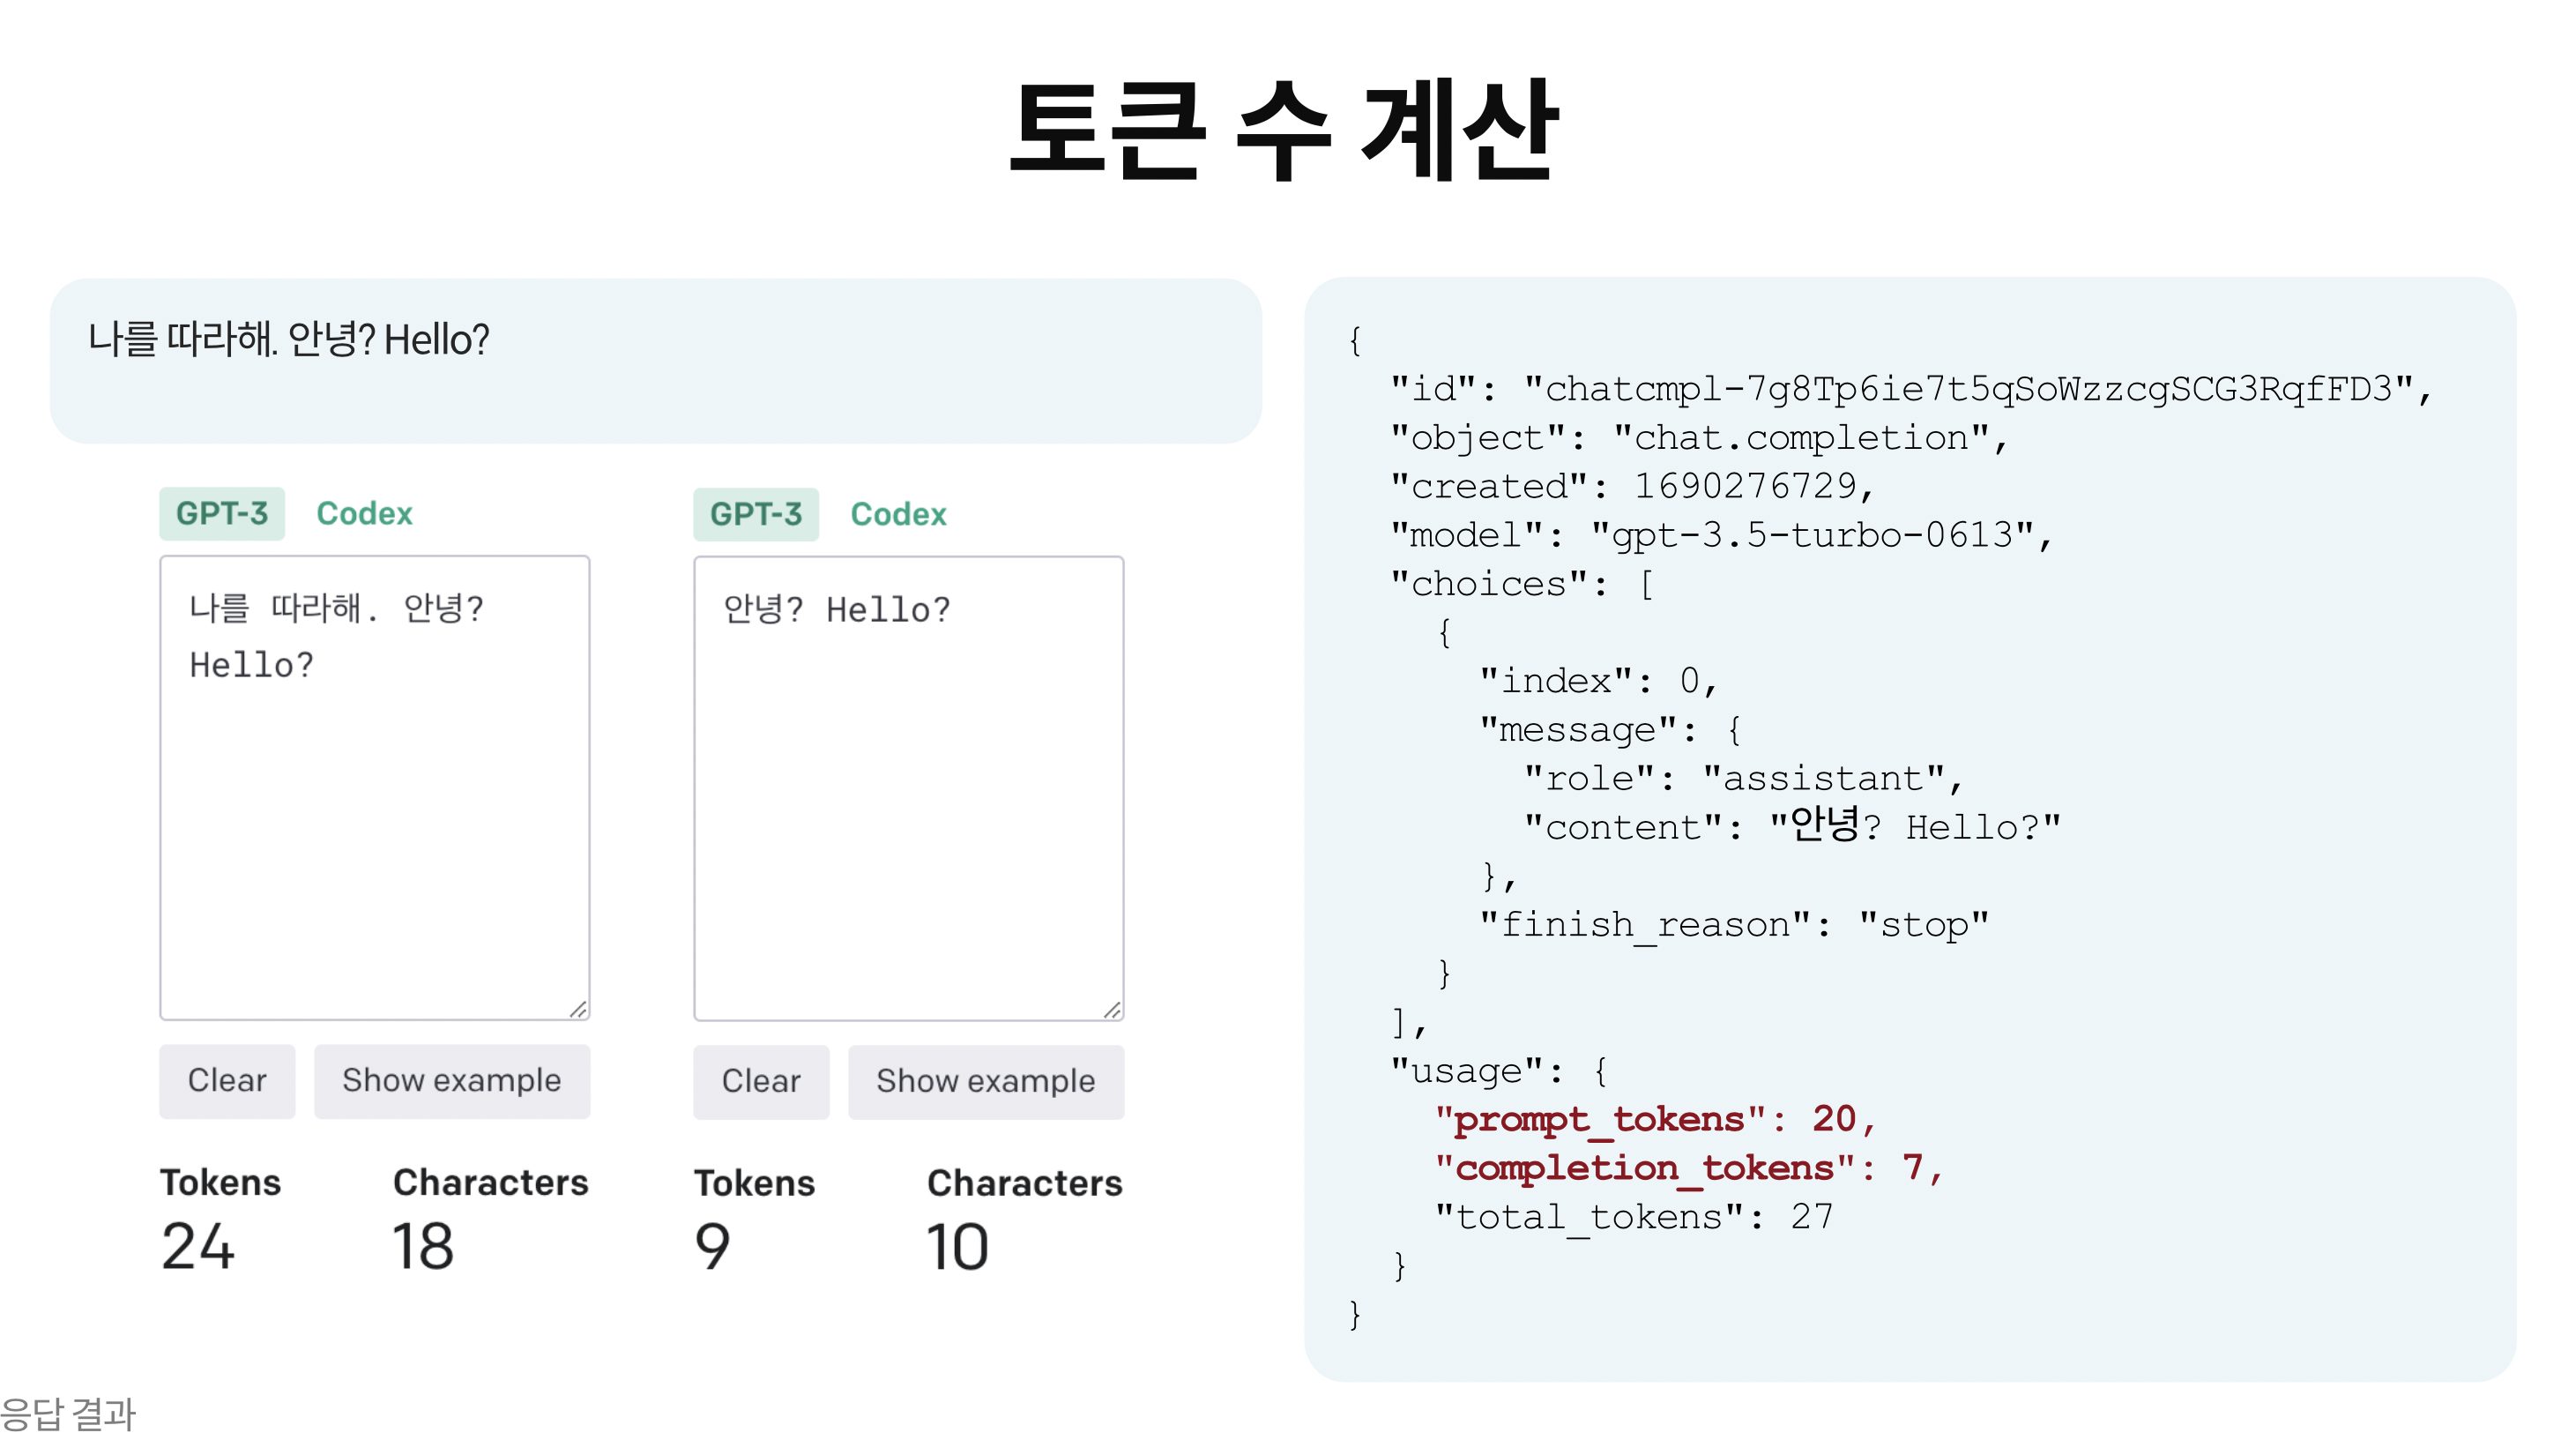 토큰 수 계산
나를 따라해. 안녕? Hello?
GPT-3 Codex
나를 따라해. 안녕?
Hello?
Clear Show example
Tokens Characters
24 18
GPT-3 Codex
안녕? Hello?
Clear Show example
Tokens Characters
9 10
{
"id": "chatcmpl-7g8Tp6ie7t5qSoWzzcgSCG3RqfFD3",
"object": "chat.completion",
"created": 1690276729,
"model": "gpt-3.5-turbo-0613",
"choices": [
{
"index": 0,
"message": {
"role": "assistant",
"content": "안녕? Hello?"
},
"finish_reason": "stop"
}
],
"usage": {
"prompt_tokens": 20,
"completion_tokens": 7,
"total_tokens": 27
}
}
응답 결과